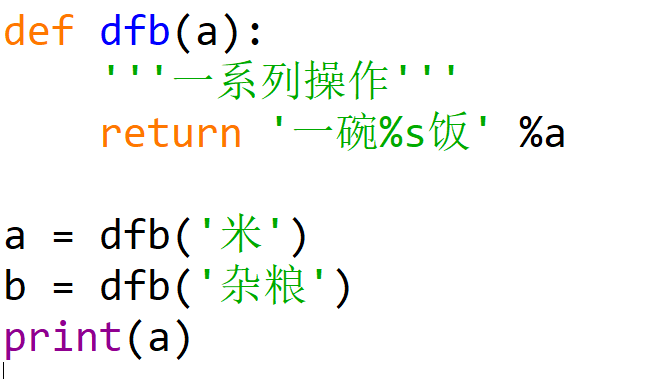 def dfb(a):
    '''一系列操作'''
    return '一碗%s饭' %a

a = dfb('米')
b = dfb('杂粮')
print(a)